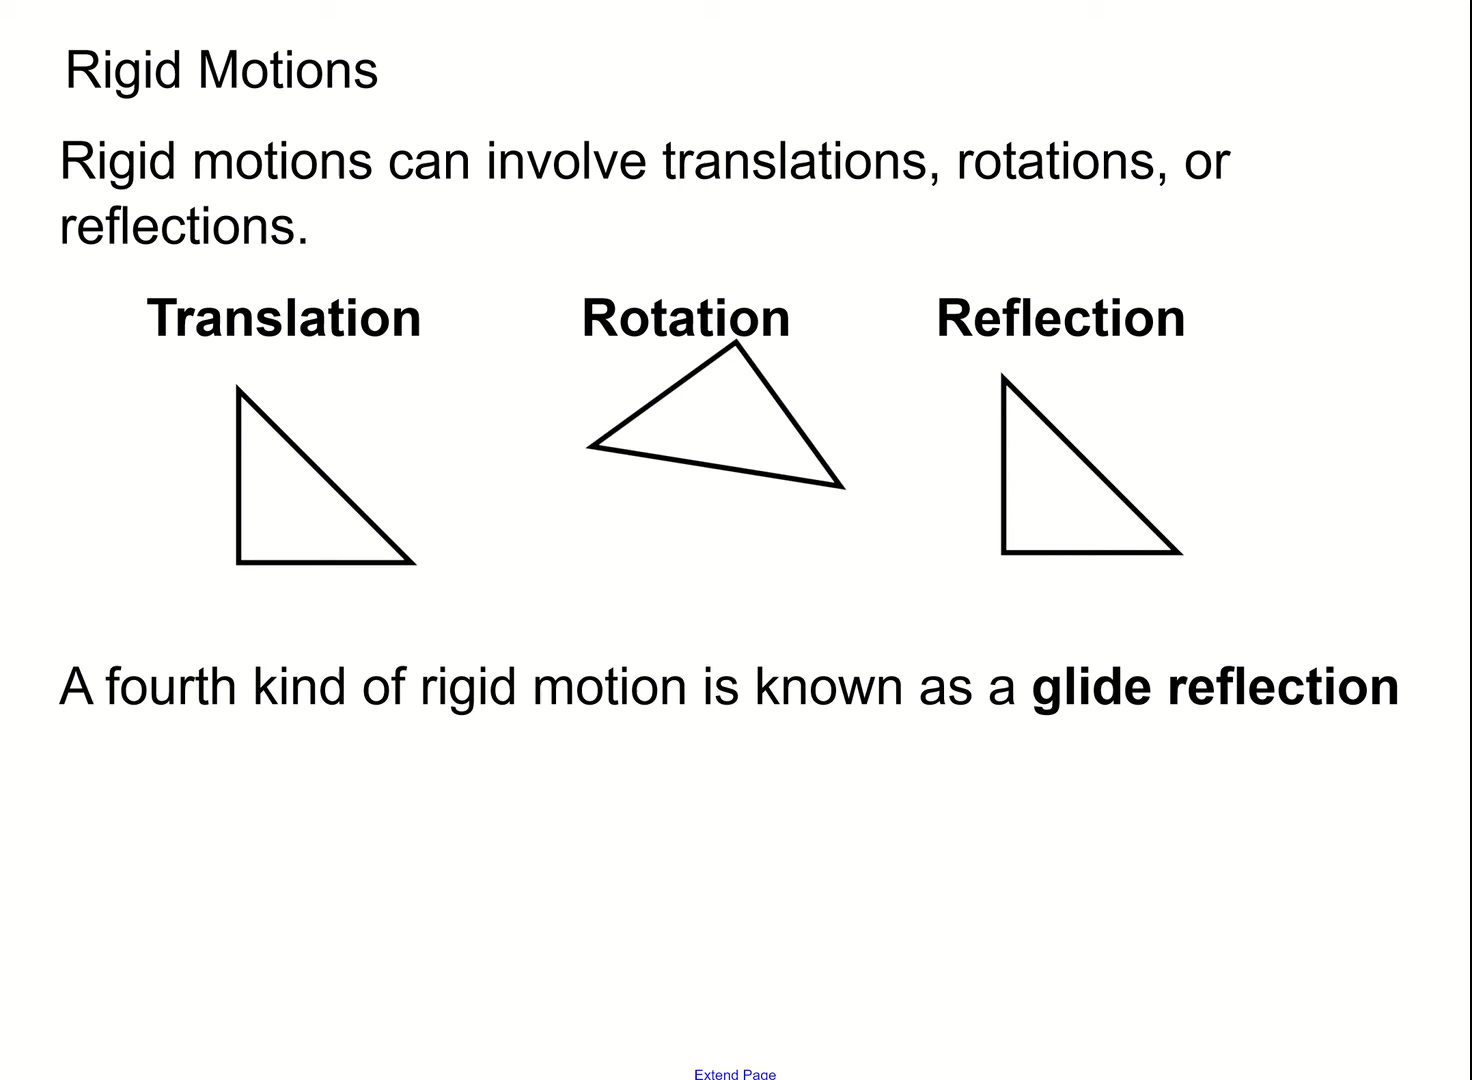 Rigid Motions
Rigid motions can involve translations, rotations, or
reflections.
Translation Rotation Reflection
A fourth kind of rigid motion is known as a glide reflection
Extend Page